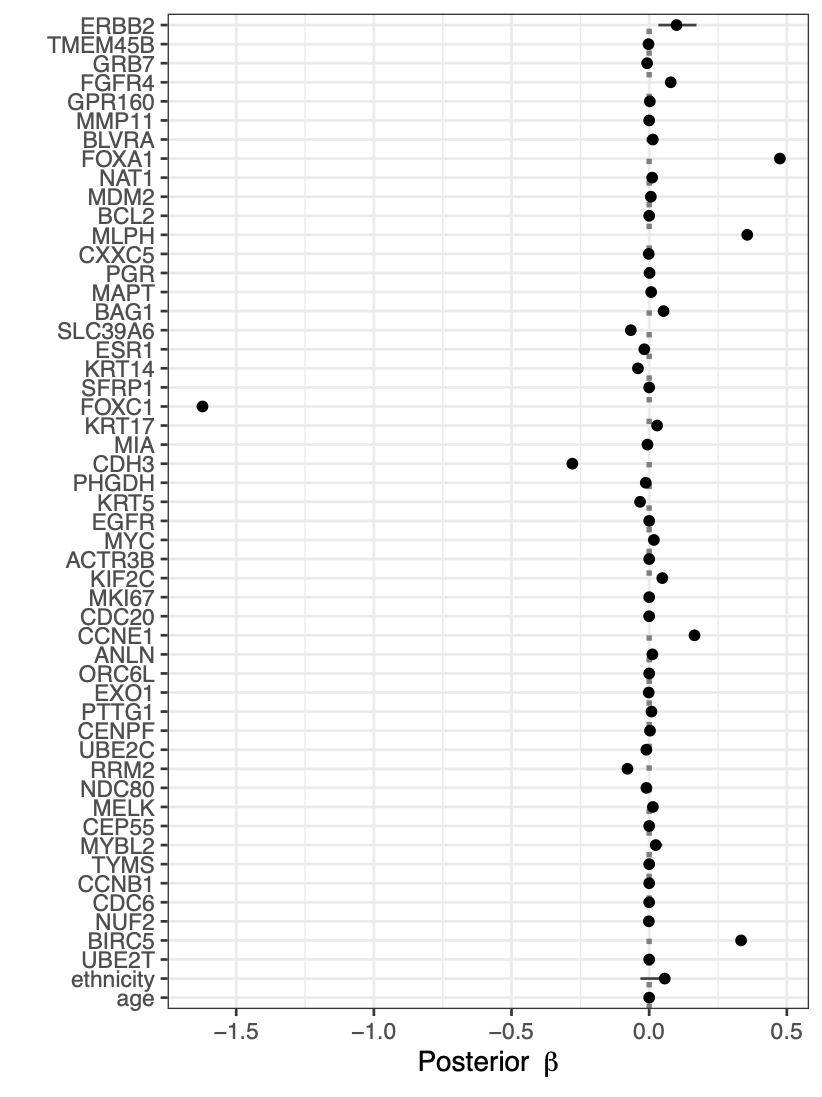 ERBB2
TMEM45B
GRB7
FGFR4
GPR160
MMP11
BLVRA
FOXA1
NAT1
MDM2
BCL2
MLPH
CXXC5
PGR
MAPT
BAG1
SLC39A6
ESR1
KRT14
SFRP1
FOXC1
KRT17
MIA
CDH3
PHGDH
KRT5
EGFR
MYC
ACTR3B
KIF2C
MKI67
CDC20
CCNE1
ANLN
ORC6L
EXO1
PTTG1
CENPF
UBE2C
RRM2
NDC80
MELK
CEP55
MYBL2
TYMS
CCNB1
CDC6
NUF2
BIRC5
UBE2T
ethnicity
age
−1.5 −1.0 −0.5 0.0 0.5
Posterior β